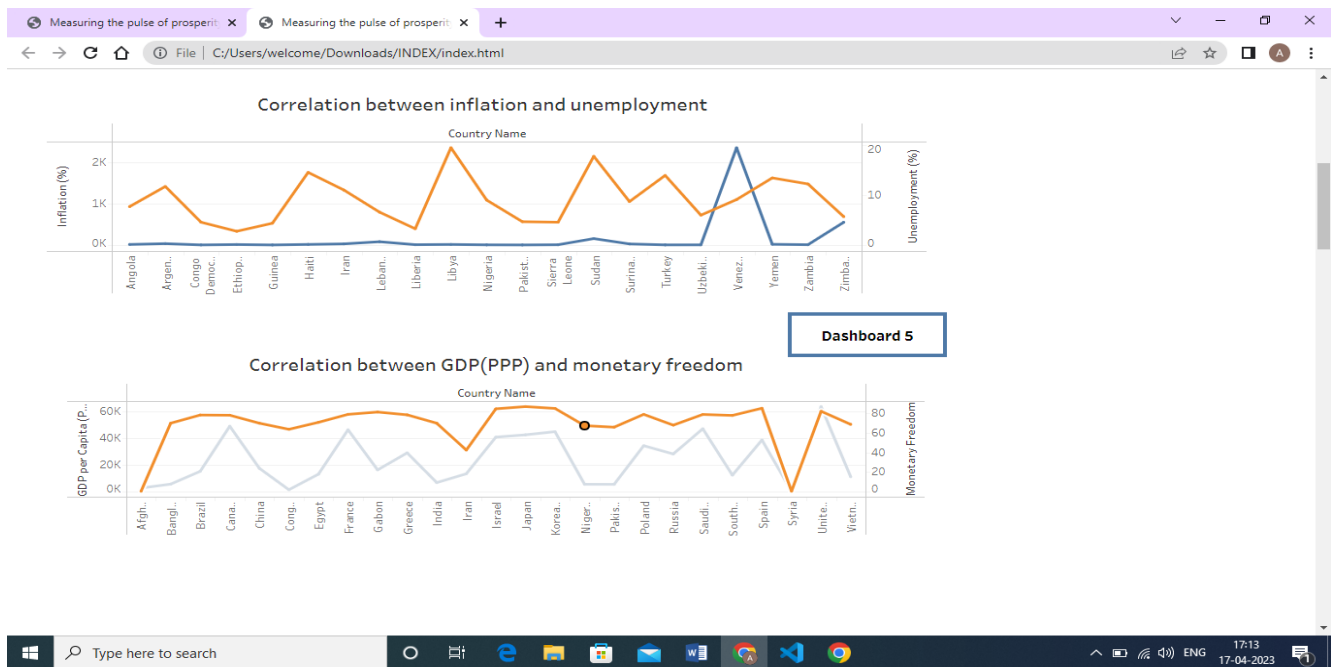 Measuring the pulse of prosperit
Measuring the pulse of prosperit
File | C:/Users/welcome/Downloads/INDEX/index.html
A
Correlation between inflation and unemployment
Country Name
Inflation (%)
2K
1K
0K
20
10
0
Unemployment (%)
Angola
Argen..
Congo Democ..
Ethiop..
Guinea
Haiti
Iran
Leban..
Liberia
Libya
Nigeria
Pakist..
Sierra Leone
Sudan
Surina..
Turkey
Uzbeki..
Venez..
Yemen
Zambia
Zimba..
Dashboard 5
Correlation between GDP(PPP) and monetary freedom
Country Name
GDP per Capita (P...
60K
40K
20K
0K
80
60
40
20
0
Monetary Freedom
Afgh..
Bangl..
Brazil
Cana..
China
Cong..
Egypt
France
Gabon
Greece
India
Iran
Israel
Japan
Korea..
Niger..
Pakis..
Poland
Russia
Saudi..
South..
Spain
Syria
Unite..
Vietn..
Type here to search
ENG
17:13
17-04-2023
1